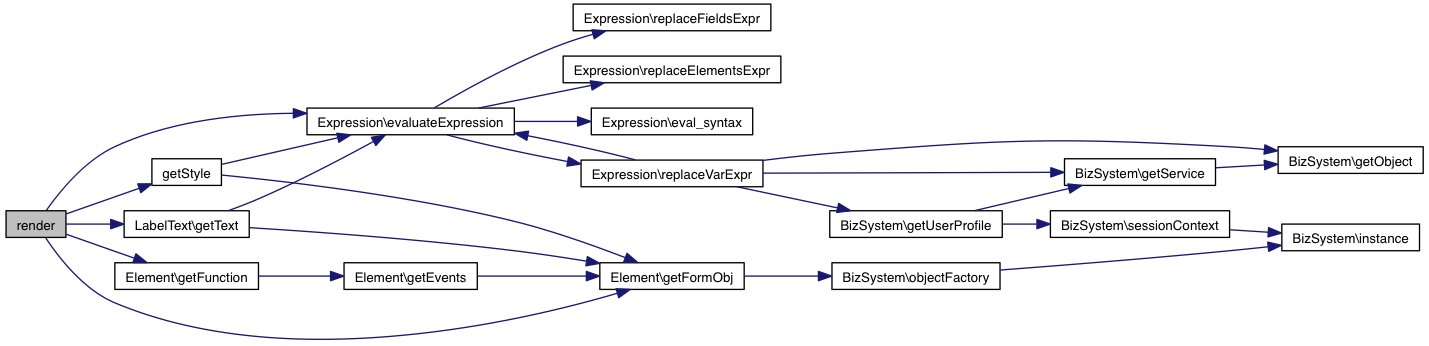 Expression\replaceFieldsExpr
Expression\replaceElementsExpr
Expression\evaluateExpression
Expression\eval_syntax
BizSystem\getObject
getStyle
Expression\replaceVarExpr
BizSystem\getService
render
LabelText\getText
BizSystem\getUserProfile
BizSystem\sessionContext
BizSystem\instance
Element\getFunction
Element\getEvents
Element\getFormObj
BizSystem\objectFactory